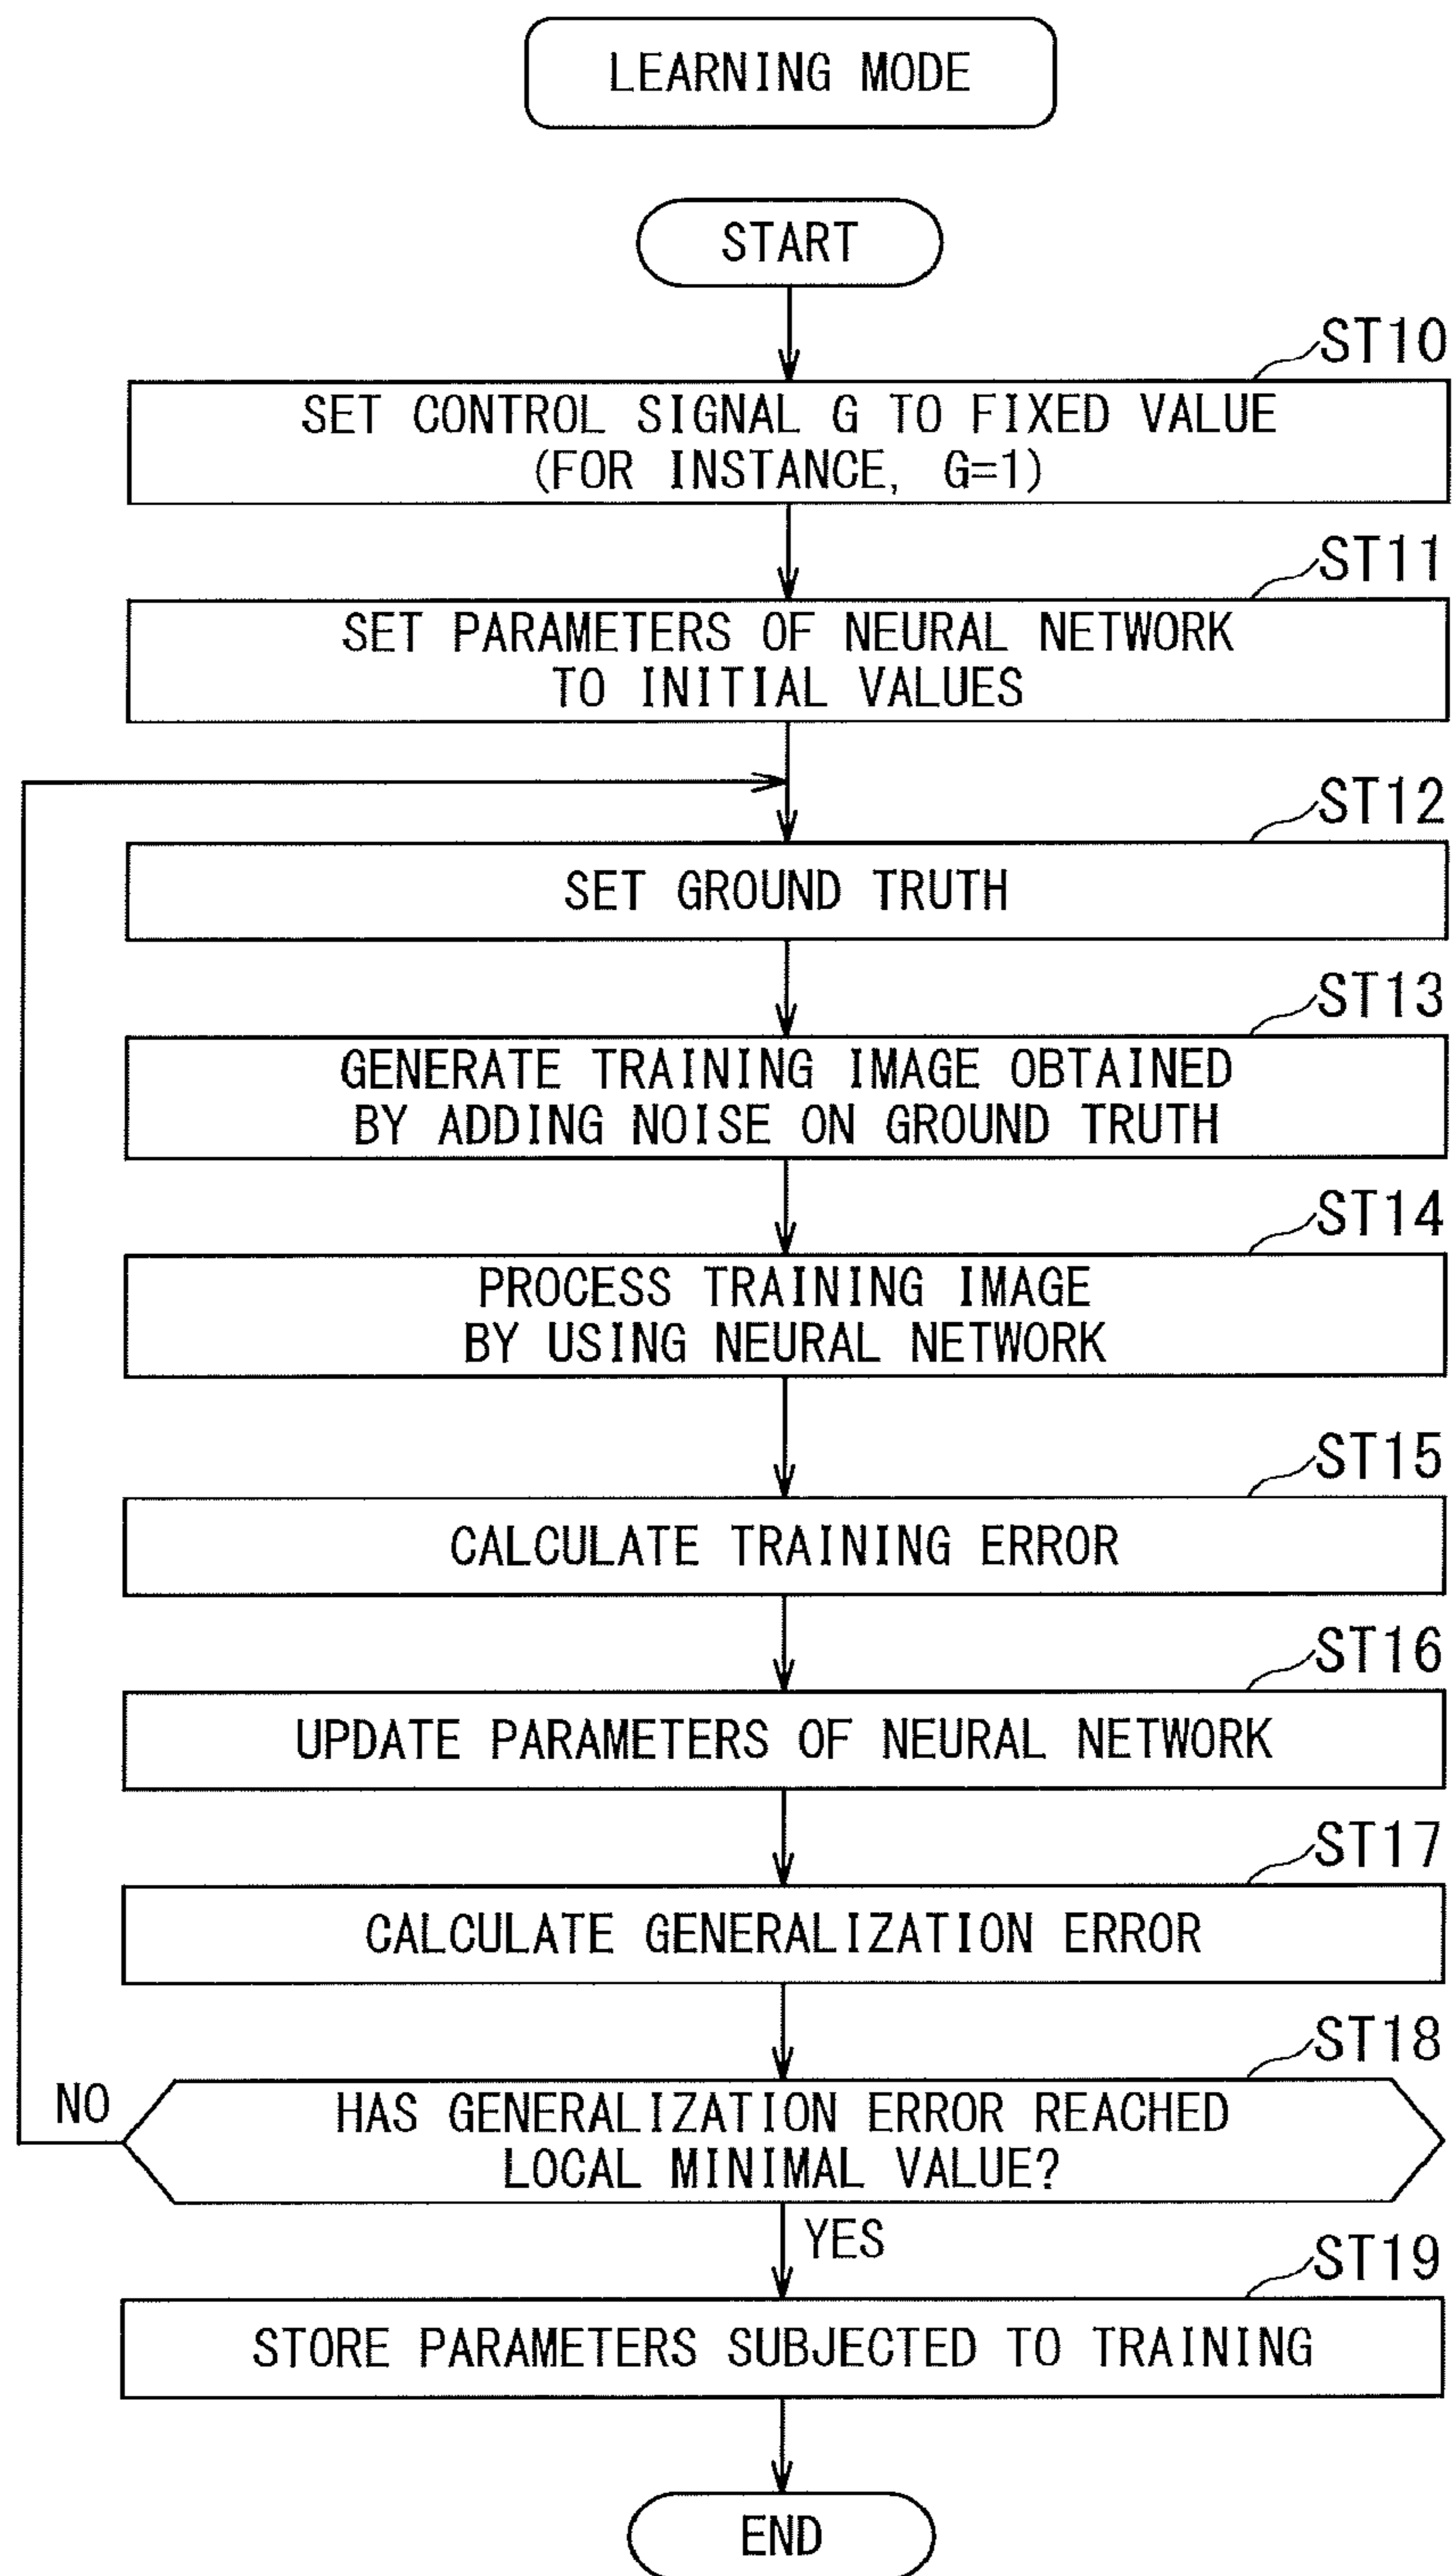 LEARNING MODE
START
ST10
SET CONTROL SIGNAL G TO FIXED VALUE
(FOR INSTANCE, G=1)
ST11
SET PARAMETERS OF NEURAL NETWORK
TO INITIAL VALUES
ST12
SET GROUND TRUTH
ST13
GENERATE TRAINING IMAGE OBTAINED
BY ADDING NOISE ON GROUND TRUTH
ST14
PROCESS TRAINING IMAGE
BY USING NEURAL NETWORK
ST15
CALCULATE TRAINING ERROR
ST16
UPDATE PARAMETERS OF NEURAL NETWORK
ST17
CALCULATE GENERALIZATION ERROR
ST18
HAS GENERALIZATION ERROR REACHED
LOCAL MINIMAL VALUE?
NO
YES
ST19
STORE PARAMETERS SUBJECTED TO TRAINING
END